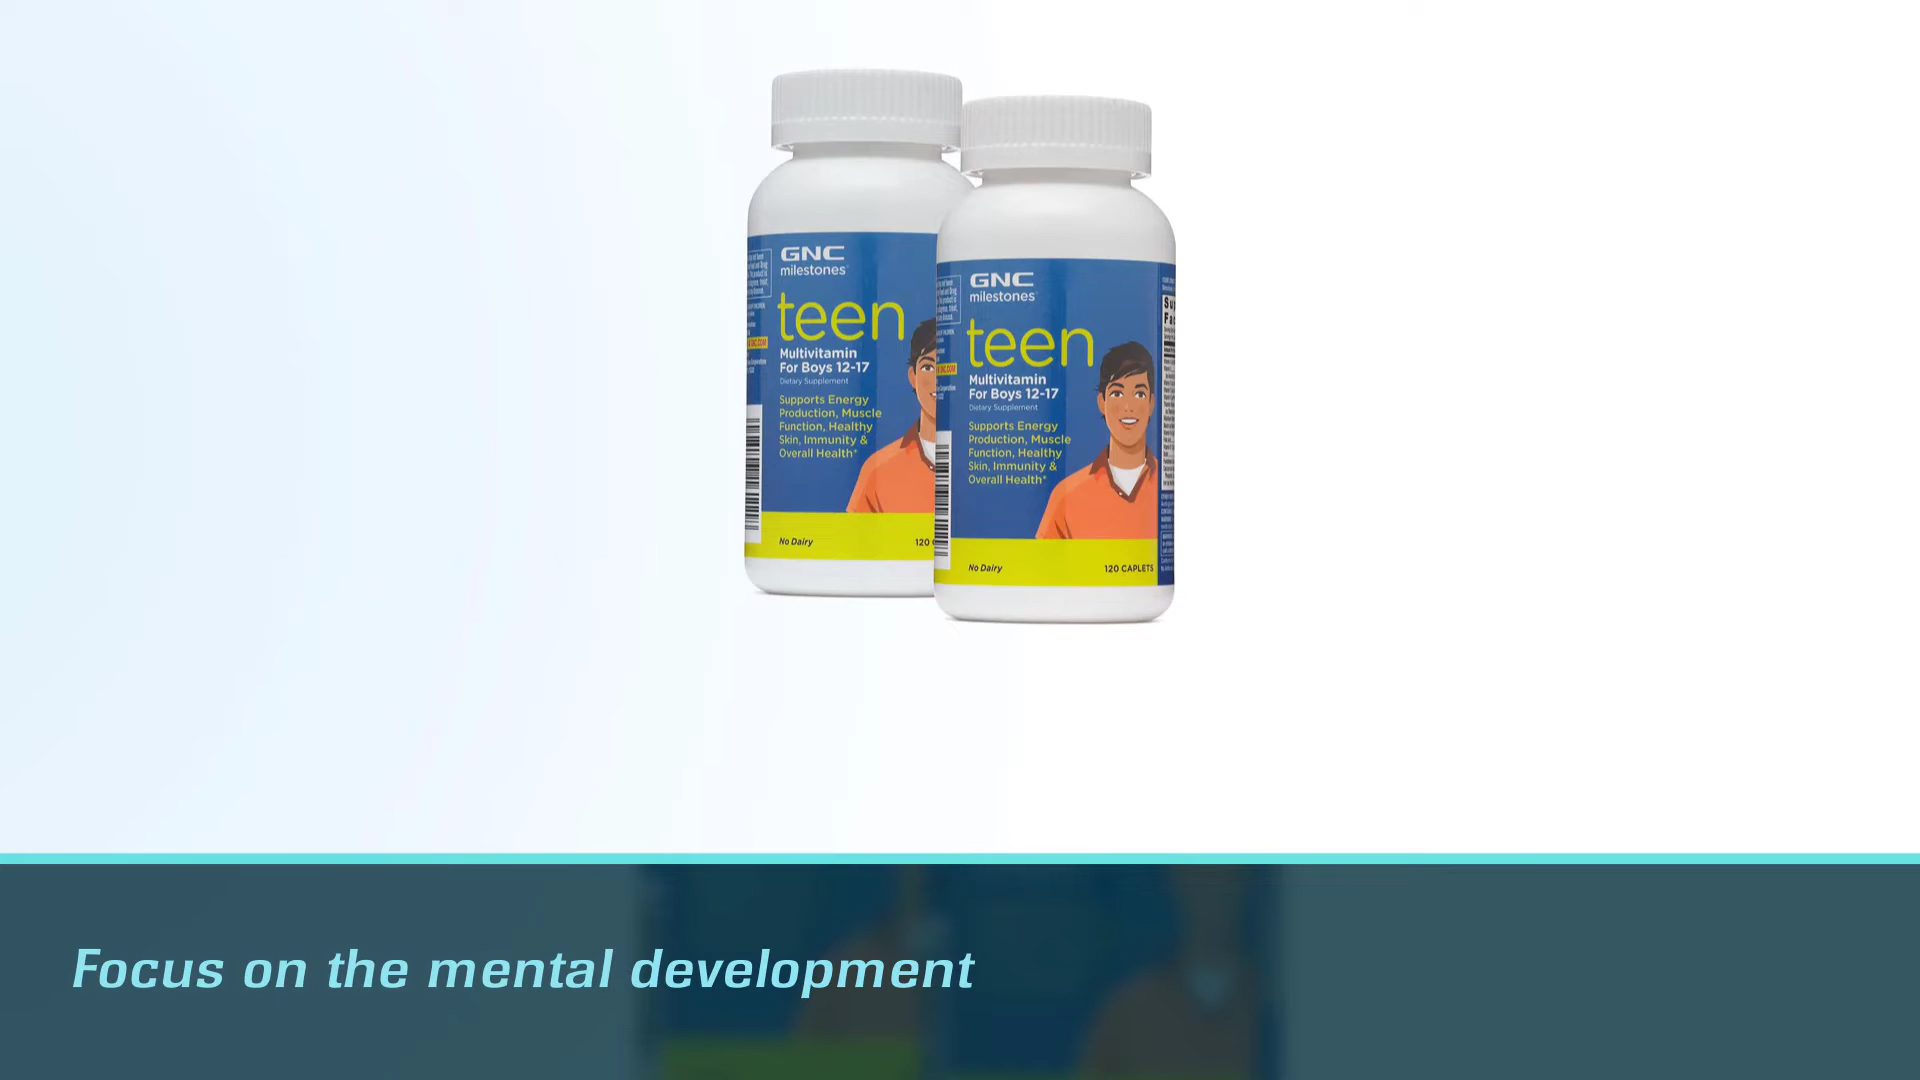 GNC
milestones
teen
Multivitamin
For Boys 12-17
Dietary Supplement
Supports Energy
Production, Muscle
Function, Healthy
Skin, Immunity &
Overall Health*
No Dairy
120
GNC
milestones
teen
Multivitamin
For Boys 12-17
Dietary Supplement
Supports Energy
Production, Muscle
Function, Healthy
Skin, Immunity &
Overall Health*
No Dairy
120 CAPLETS
Focus on the mental development